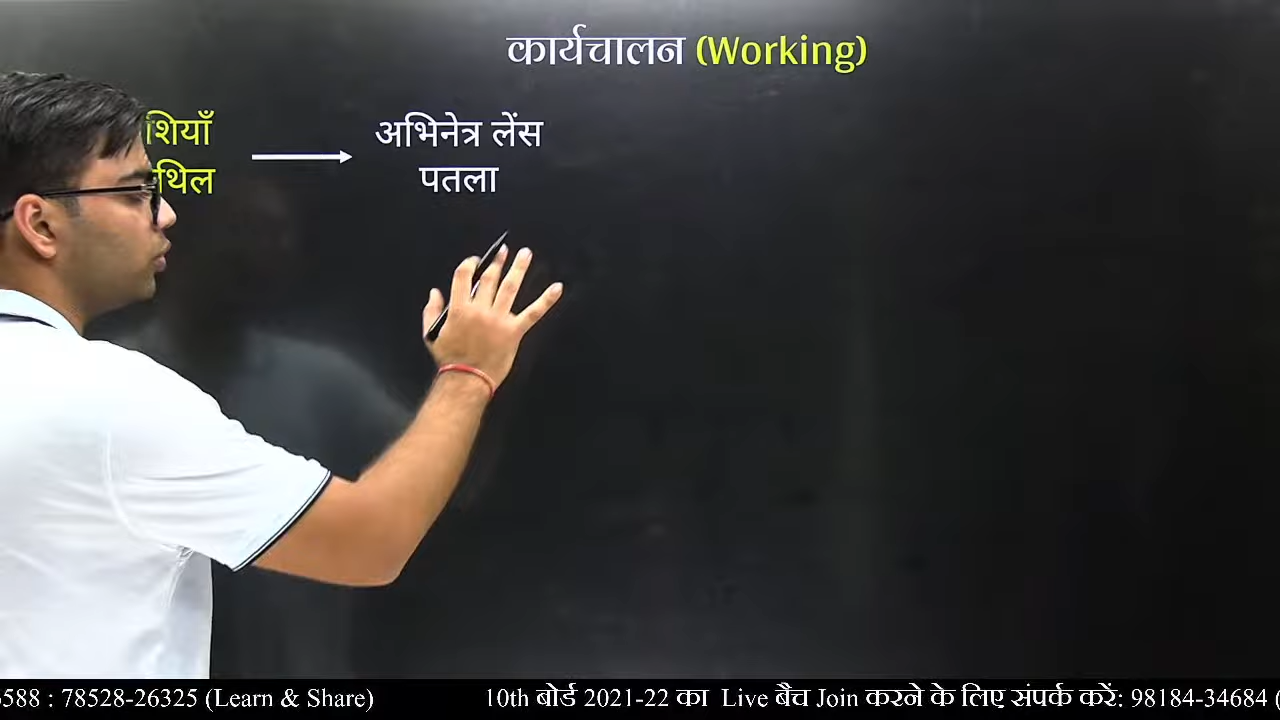 कार्यचालन (Working)
शियाँ
थिल
अभिनेत्र लेंस
पतला
588 : 78528-26325 (Learn & Share) 10th बोर्ड 2021-22 का Live बैच Join करने के लिए संपर्क करें: 98184-34684 (